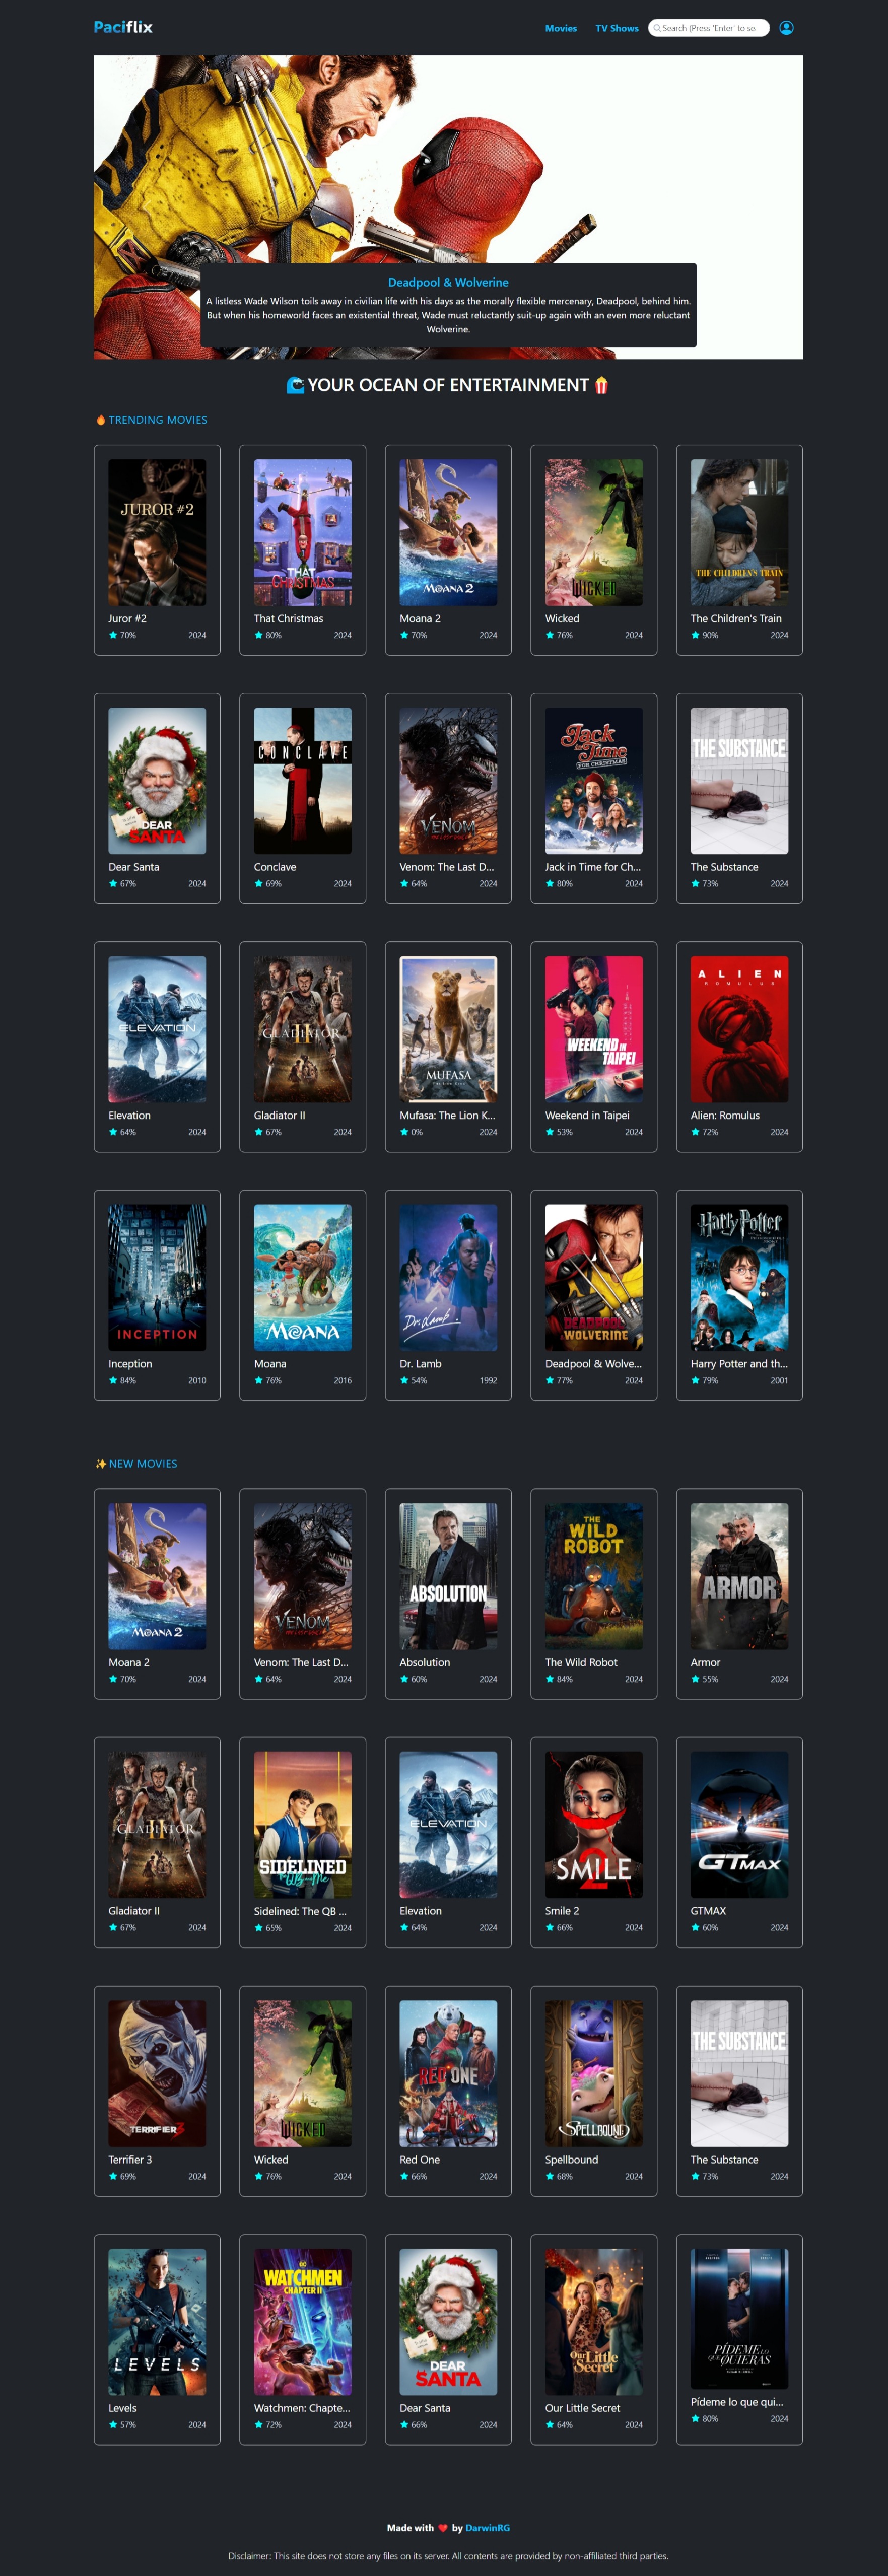 Paciflix
Movies
TV Shows
Search (Press 'Enter' to se
Deadpool & Wolverine
A listless Wade Wilson toils away in civilian life with his days as the morally flexible mercenary, Deadpool, behind him.
But when his homeworld faces an existential threat, Wade must reluctantly suit-up again with an even more reluctant
Wolverine.
YOUR OCEAN OF ENTERTAINMENT
TRENDING MOVIES
JUROR #2
Juror #2
70% 2024
THAT
CHRISTMAS
That Christmas
80% 2024
MOANA 2
Moana 2
70% 2024
WICKED
Wicked
76% 2024
THE CHILDREN'S TRAIN
The Children's Train
90% 2024
DEAR
SANTA
Dear Santa
67% 2024
CONCLAVE
Conclave
69% 2024
VENOM
Venom: The Last D...
64% 2024
Jack
in Time
FOR CHRISTMAS
Jack in Time for Ch...
80% 2024
THE SUBSTANCE
The Substance
73% 2024
ELEVATION
Elevation
64% 2024
GLADIATOR
II
Gladiator II
67% 2024
MUFASA
Mufasa: The Lion K...
0% 2024
WEEKEND IN
TAIPEI
Weekend in Taipei
53% 2024
ALIEN
ROMULUS
Alien: Romulus
72% 2024
INCEPTION
Inception
84% 2010
MOANA
Moana
76% 2016
Dr. Lamb.
Dr. Lamb
54% 1992
DEADPOOL
WOLVERINE
Deadpool & Wolve...
77% 2024
Harry Potter
Harry Potter and th...
79% 2001
NEW MOVIES
MOANA 2
Moana 2
70% 2024
VENOM
Venom: The Last D...
64% 2024
ABSOLUTION
Absolution
60% 2024
THE
WILD
ROBOT
The Wild Robot
84% 2024
ARMOR
Armor
55% 2024
GLADIATOR
II
Gladiator II
67% 2024
SIDELINED
The QB and Me
Sidelined: The QB ...
65% 2024
ELEVATION
Elevation
64% 2024
SMILE
2
Smile 2
66% 2024
GTMAX
GTMAX
60% 2024
TERRIFIER 3
Terrifier 3
69% 2024
WICKED
Wicked
76% 2024
RED ONE
Red One
66% 2024
SPELLBOUND
Spellbound
68% 2024
THE SUBSTANCE
The Substance
73% 2024
LEVELS
Levels
57% 2024
DC
WATCHMEN
CHAPTER II
Watchmen: Chapte...
72% 2024
DEAR
SANTA
Dear Santa
66% 2024
Our Little
Secret
Our Little Secret
64% 2024
PÍDEME LO
QUE QUIERAS
Pídeme lo que qui...
80% 2024
Made with ❤️ by DarwinRG
Disclaimer: This site does not store any files on its server. All contents are provided by non-affiliated third parties.